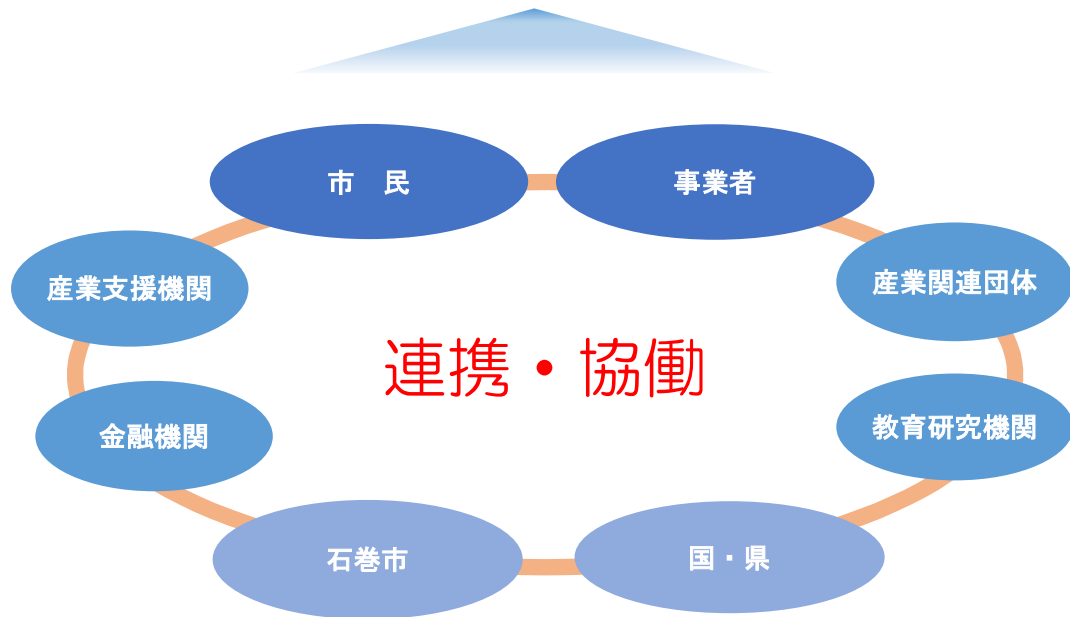 市　民
事業者
産業支援機関
産業関連団体
連携・協働
金融機関
教育研究機関
石巻市
国・県